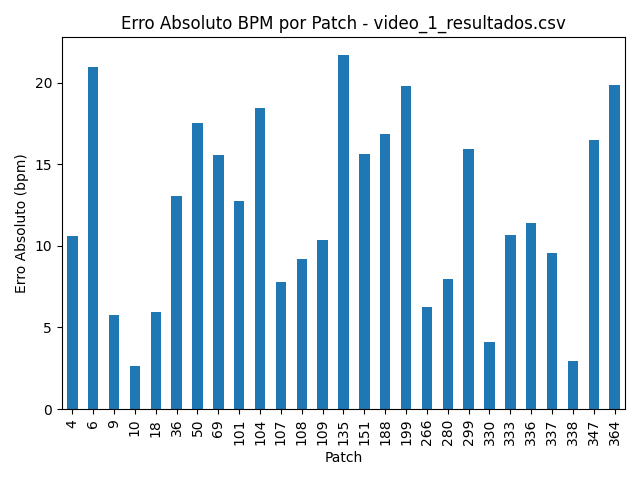 Erro Absoluto BPM por Patch - video_1_resultados.csv
Erro Absoluto (bpm)
20
15
10
5
0
4 6 9 10 18 36 50 69 101 104 107 108 109 135 151 188 199 266 280 299 330 333 336 337 338 347 364
Patch